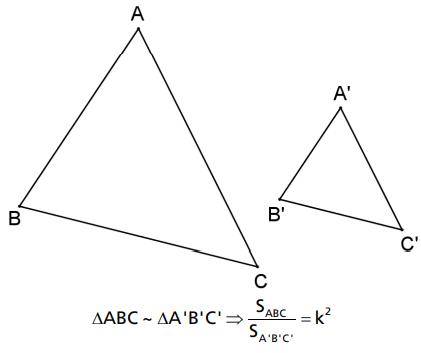 A
A'
B
B'
C'
C
ΔABC ~ ΔA'B'C' ⇒ S_ABC / S_A'B'C' = k²